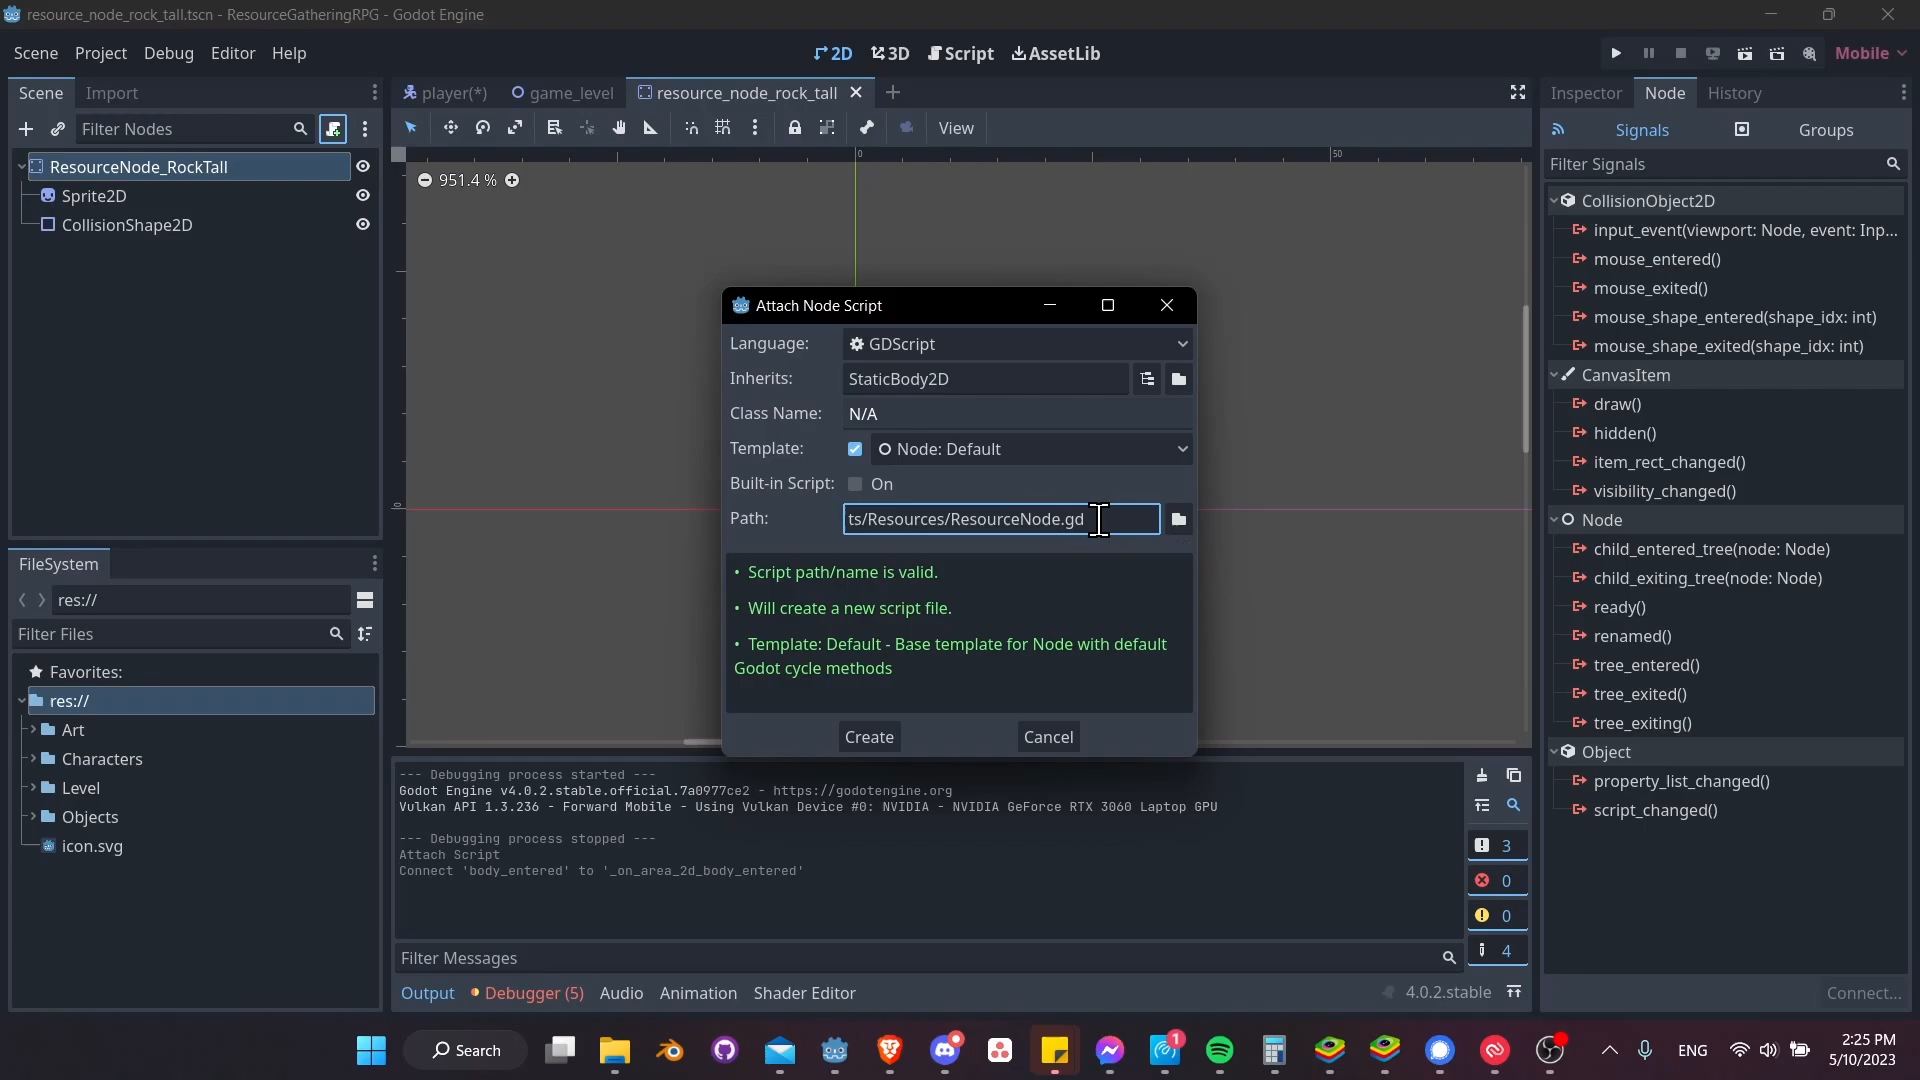 resource_node_rock_tall.tscn - ResourceGatheringRPG - Godot Engine
Scene Project Debug Editor Help
2D 3D Script AssetLib
Mobile
Scene Import
player(*) game_level resource_node_rock_tall
Inspector Node History
Filter Nodes
View
Signals Groups
Filter Signals
0 50
0
951.4 %
ResourceNode_RockTall
Sprite2D
CollisionShape2D
CollisionObject2D
input_event(viewport: Node, event: Inp...
mouse_entered()
mouse_exited()
mouse_shape_entered(shape_idx: int)
mouse_shape_exited(shape_idx: int)
CanvasItem
draw()
hidden()
item_rect_changed()
visibility_changed()
Node
child_entered_tree(node: Node)
child_exiting_tree(node: Node)
ready()
renamed()
tree_entered()
tree_exited()
tree_exiting()
Object
property_list_changed()
script_changed()
Connect...
Attach Node Script
Language: GDScript
Inherits: StaticBody2D
Class Name: N/A
Template: Node: Default
Built-in Script: On
Path: ts/Resources/ResourceNode.gd
• Script path/name is valid.
• Will create a new script file.
• Template: Default - Base template for Node with default
Godot cycle methods
Create Cancel
FileSystem
res://
Filter Files
Favorites:
res://
Art
Characters
Level
Objects
icon.svg
--- Debugging process started ---
Godot Engine v4.0.2.stable.official.7a0977ce2 - https://godotengine.org
Vulkan API 1.3.236 - Forward Mobile - Using Vulkan Device #0: NVIDIA - NVIDIA GeForce RTX 3060 Laptop GPU
--- Debugging process stopped ---
Attach Script
Connect 'body_entered' to '_on_area_2d_body_entered'
3
0
0
4
Filter Messages
Output Debugger (5) Audio Animation Shader Editor
4.0.2.stable
Search
1
ENG
2:25 PM
5/10/2023